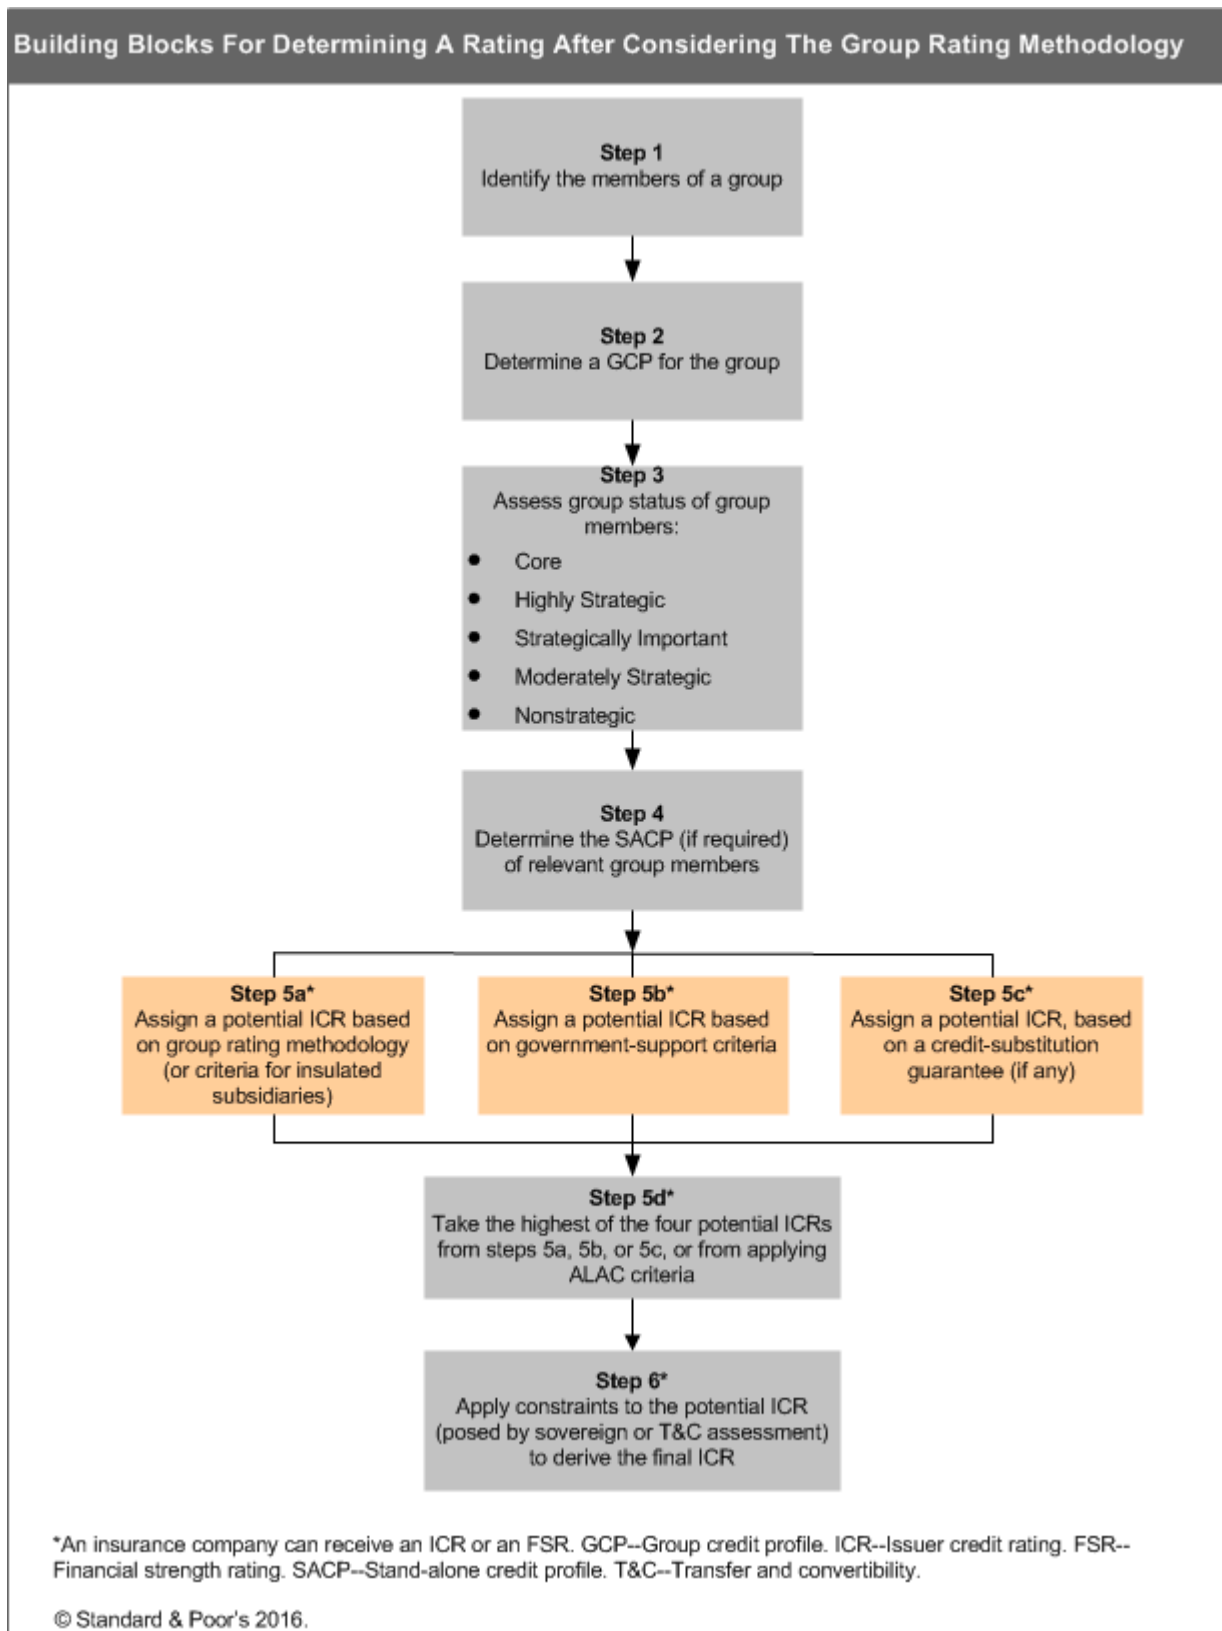 Building Blocks For Determining A Rating After Considering The Group Rating Methodology
Step 1
Identify the members of a group
Step 2
Determine a GCP for the group
Step 3
Assess group status of group
members:
● Core
● Highly Strategic
● Strategically Important
● Moderately Strategic
● Nonstrategic
Step 4
Determine the SACP (if required)
of relevant group members
Step 5a*
Assign a potential ICR based
on group rating methodology
(or criteria for insulated
subsidiaries)
Step 5b*
Assign a potential ICR based
on government-support criteria
Step 5c*
Assign a potential ICR, based
on a credit-substitution
guarantee (if any)
Step 5d*
Take the highest of the four potential ICRs
from steps 5a, 5b, or 5c, or from applying
ALAC criteria
Step 6*
Apply constraints to the potential ICR
(posed by sovereign or T&C assessment)
to derive the final ICR
*An insurance company can receive an ICR or an FSR. GCP--Group credit profile. ICR--Issuer credit rating. FSR--
Financial strength rating. SACP--Stand-alone credit profile. T&C--Transfer and convertibility.
© Standard & Poor's 2016.